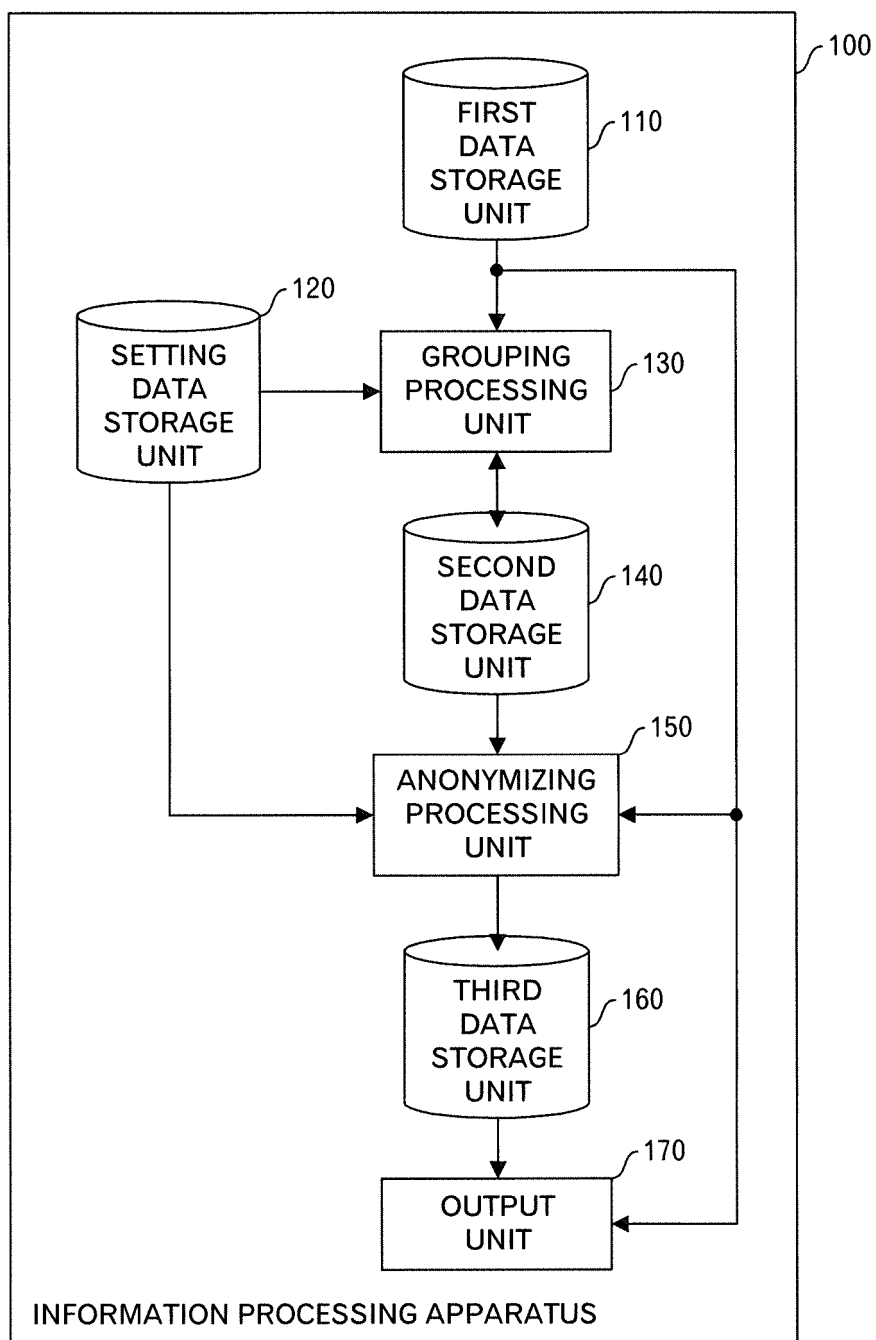 100
FIRST
DATA
STORAGE
UNIT
110
120
SETTING
DATA
STORAGE
UNIT
GROUPING
PROCESSING
UNIT
130
SECOND
DATA
STORAGE
UNIT
140
150
ANONYMIZING
PROCESSING
UNIT
THIRD
DATA
STORAGE
UNIT
160
170
OUTPUT
UNIT
INFORMATION PROCESSING APPARATUS